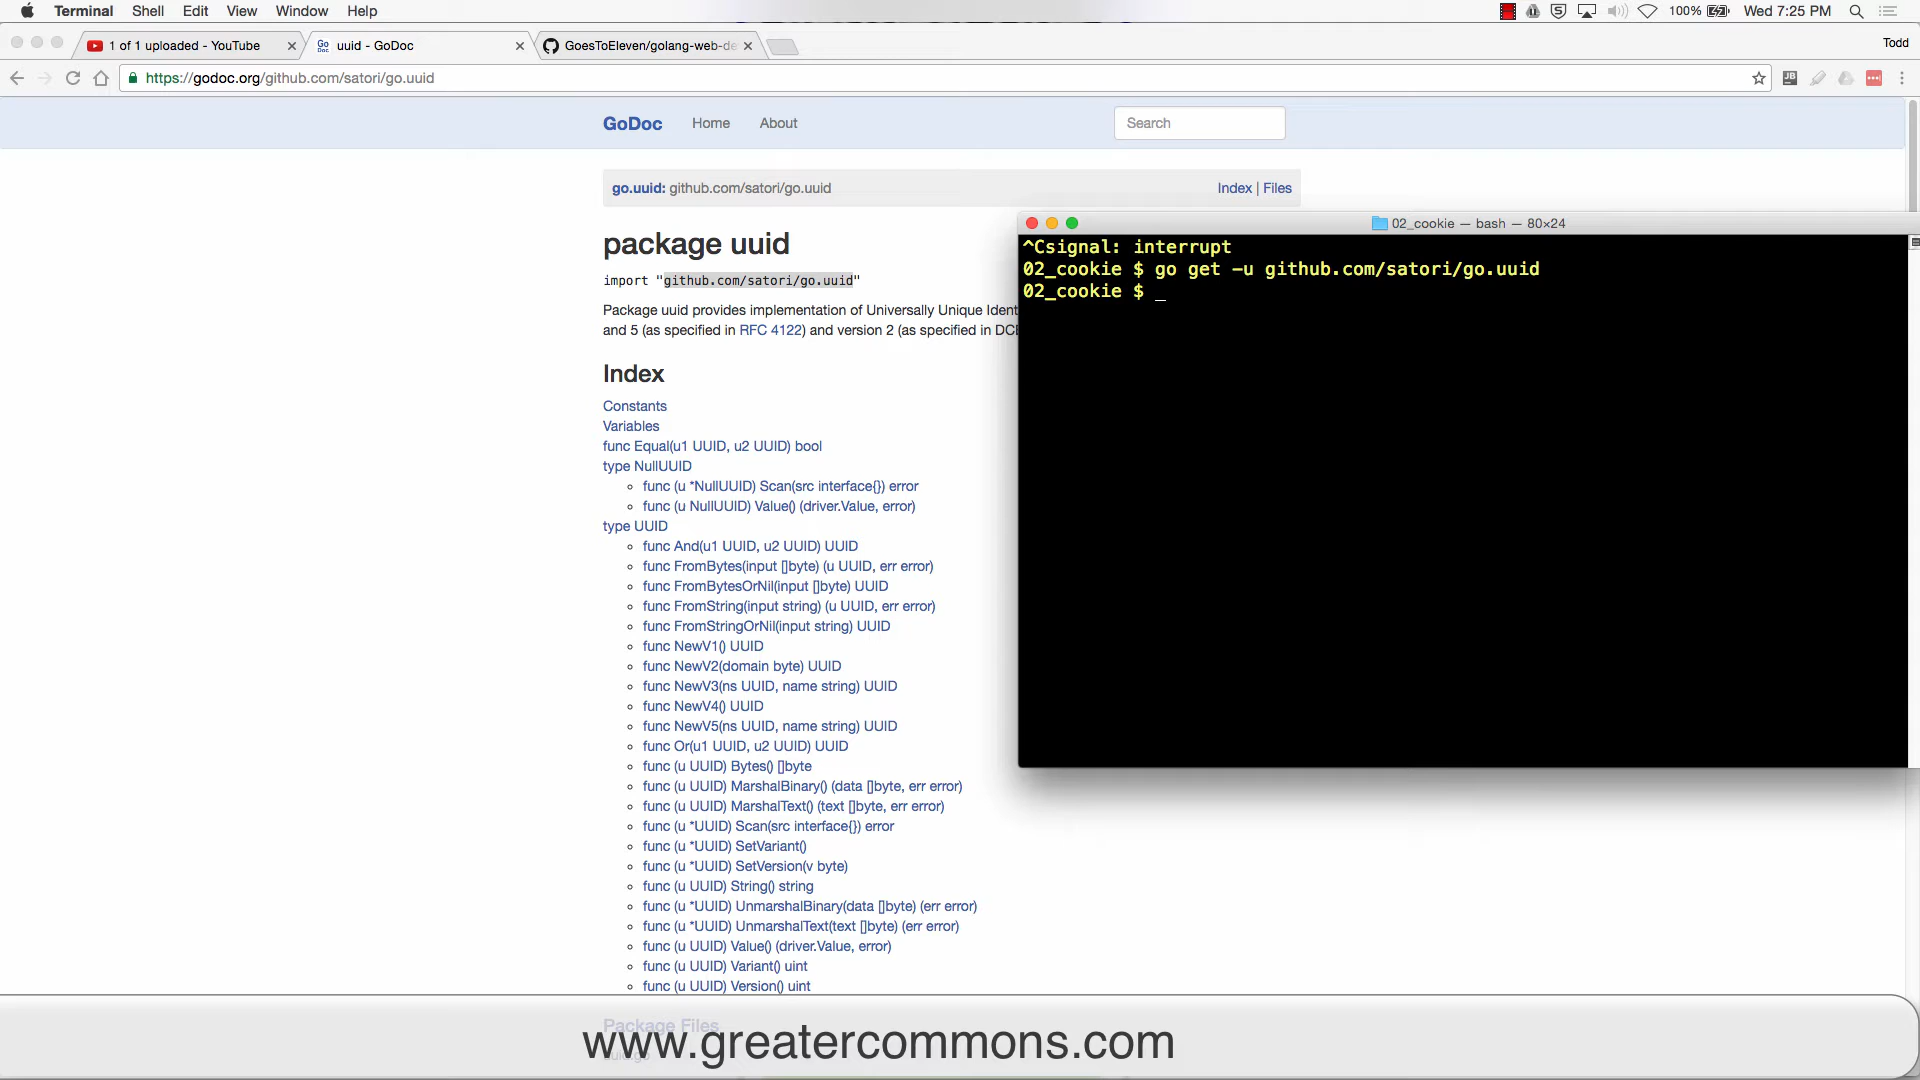 Terminal Shell Edit View Window Help 100% Wed 7:25 PM
1 of 1 uploaded - YouTube
uuid - GoDoc
GoesToEleven/golang-web-de
Todd
https://godoc.org/github.com/satori/go.uuid
GoDoc Home About Search
go.uuid: github.com/satori/go.uuid Index | Files
package uuid
import "github.com/satori/go.uuid"
Package uuid provides implementation of Universally Unique Ident
and 5 (as specified in RFC 4122) and version 2 (as specified in DCE
Index
Constants
Variables
func Equal(u1 UUID, u2 UUID) bool
type NullUUID
func (u *NullUUID) Scan(src interface{}) error
func (u NullUUID) Value() (driver.Value, error)
type UUID
func And(u1 UUID, u2 UUID) UUID
func FromBytes(input []byte) (u UUID, err error)
func FromBytesOrNil(input []byte) UUID
func FromString(input string) (u UUID, err error)
func FromStringOrNil(input string) UUID
func NewV1() UUID
func NewV2(domain byte) UUID
func NewV3(ns UUID, name string) UUID
func NewV4() UUID
func NewV5(ns UUID, name string) UUID
func Or(u1 UUID, u2 UUID) UUID
func (u UUID) Bytes() []byte
func (u UUID) MarshalBinary() (data []byte, err error)
func (u UUID) MarshalText() (text []byte, err error)
func (u *UUID) Scan(src interface{}) error
func (u *UUID) SetVariant()
func (u *UUID) SetVersion(v byte)
func (u UUID) String() string
func (u *UUID) UnmarshalBinary(data []byte) (err error)
func (u *UUID) UnmarshalText(text []byte) (err error)
func (u UUID) Value() (driver.Value, error)
func (u UUID) Variant() uint
func (u UUID) Version() uint
Package Files
02_cookie — bash — 80×24
^Csignal: interrupt
02_cookie $ go get -u github.com/satori/go.uuid
02_cookie $ _
www.greatercommons.com